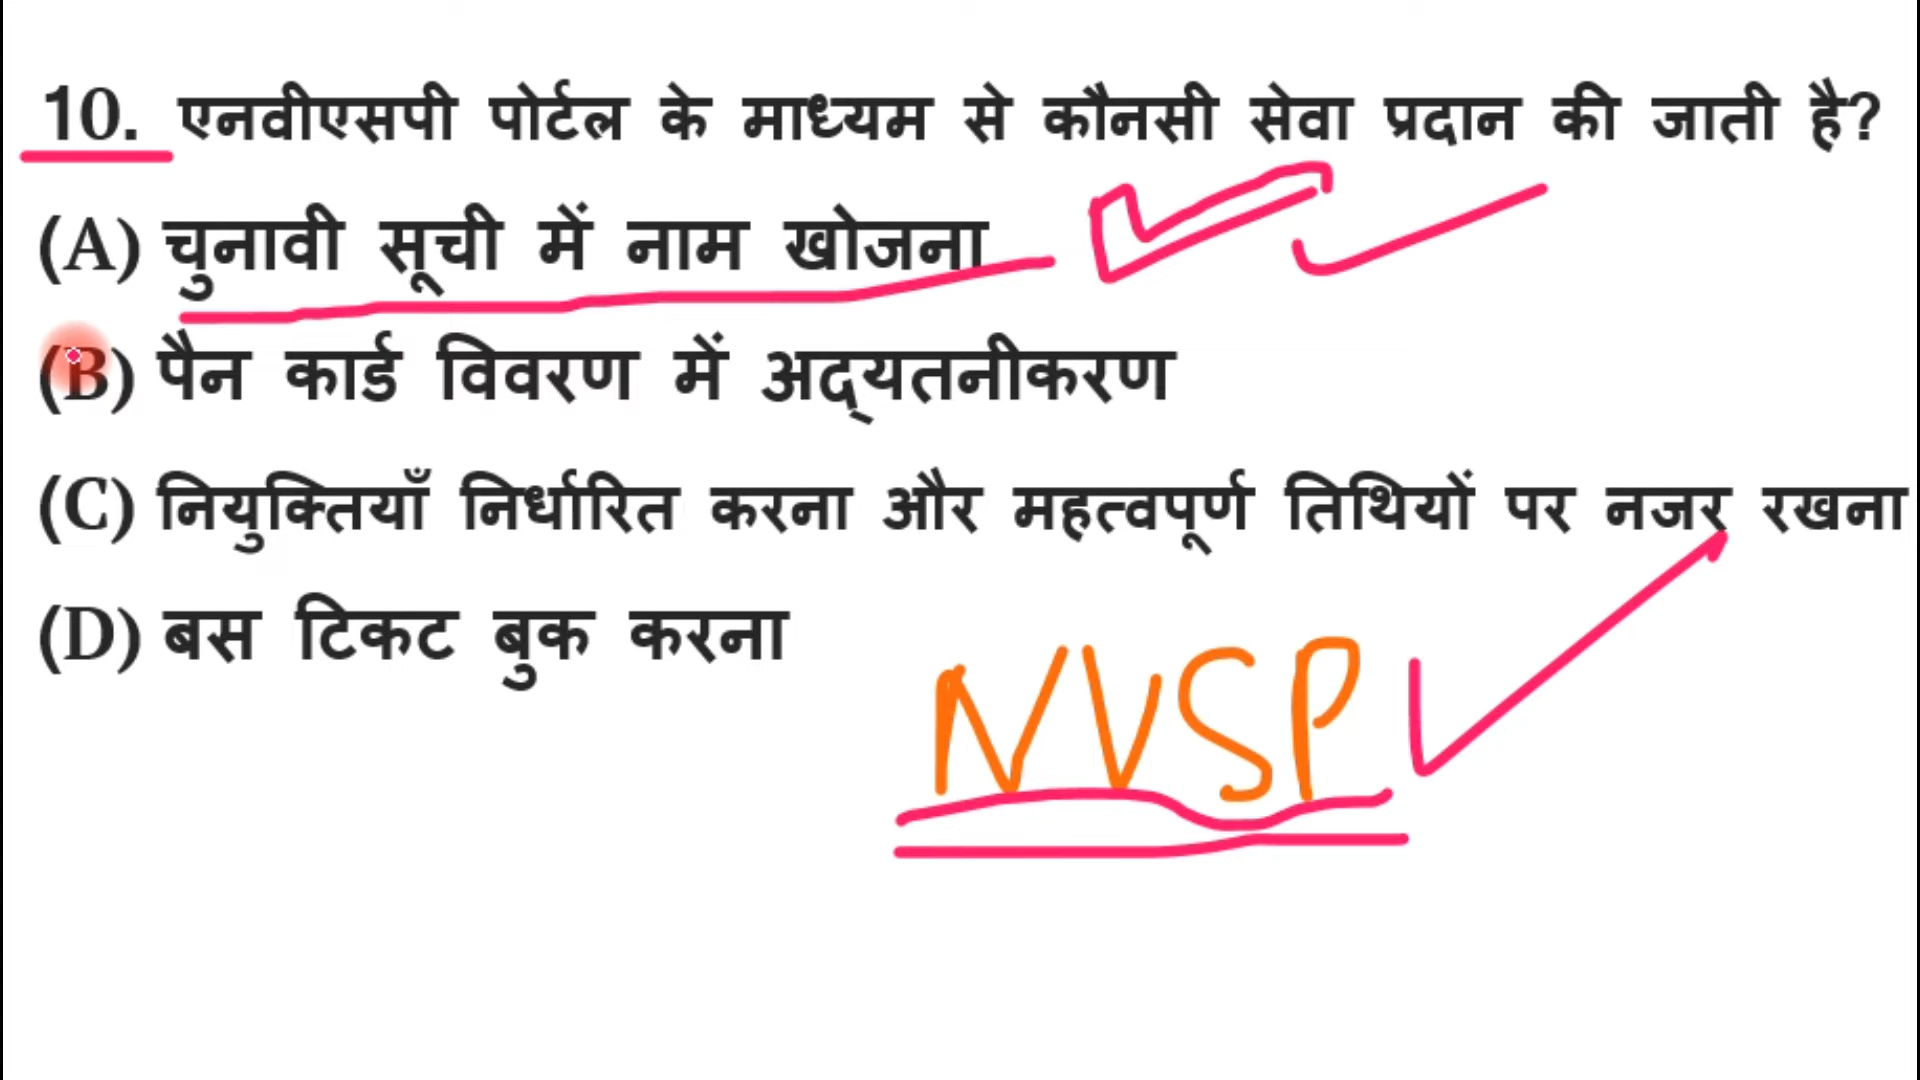 10. एनवीएसपी पोर्टल के माध्यम से कौनसी सेवा प्रदान की जाती है?
(A) चुनावी सूची में नाम खोजना
(B) पैन कार्ड विवरण में अद्यतनीकरण
(C) नियुक्तियाँ निर्धारित करना और महत्वपूर्ण तिथियों पर नजर रखना
(D) बस टिकट बुक करना
NVSP